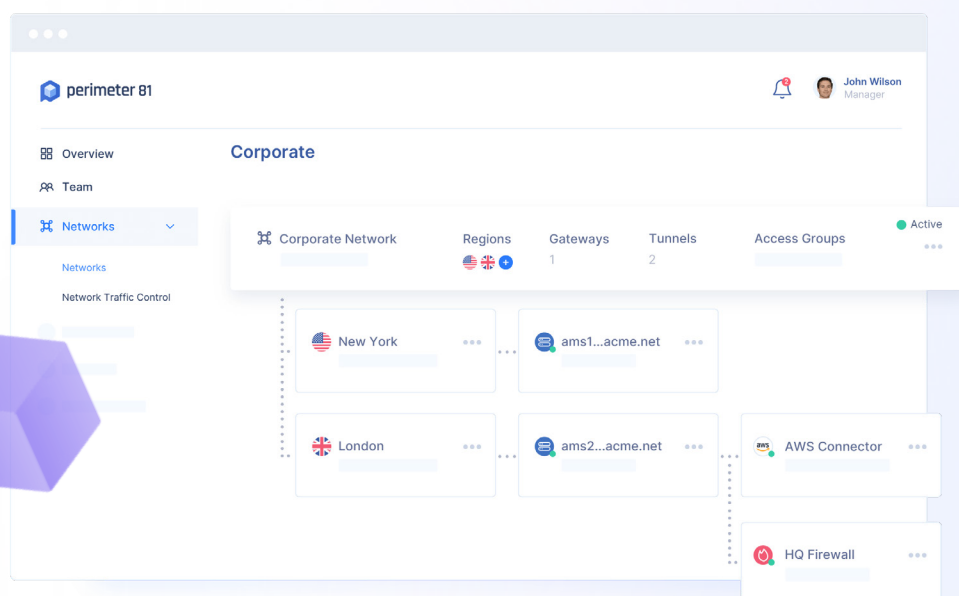 perimeter 81
2
John Wilson
Manager
Overview
Team
Networks
Networks
Network Traffic Control
Corporate
Active
Corporate Network
Regions
Gateways
1
Tunnels
2
Access Groups
New York
ams1...acme.net
London
ams2...acme.net
aws
AWS Connector
HQ Firewall